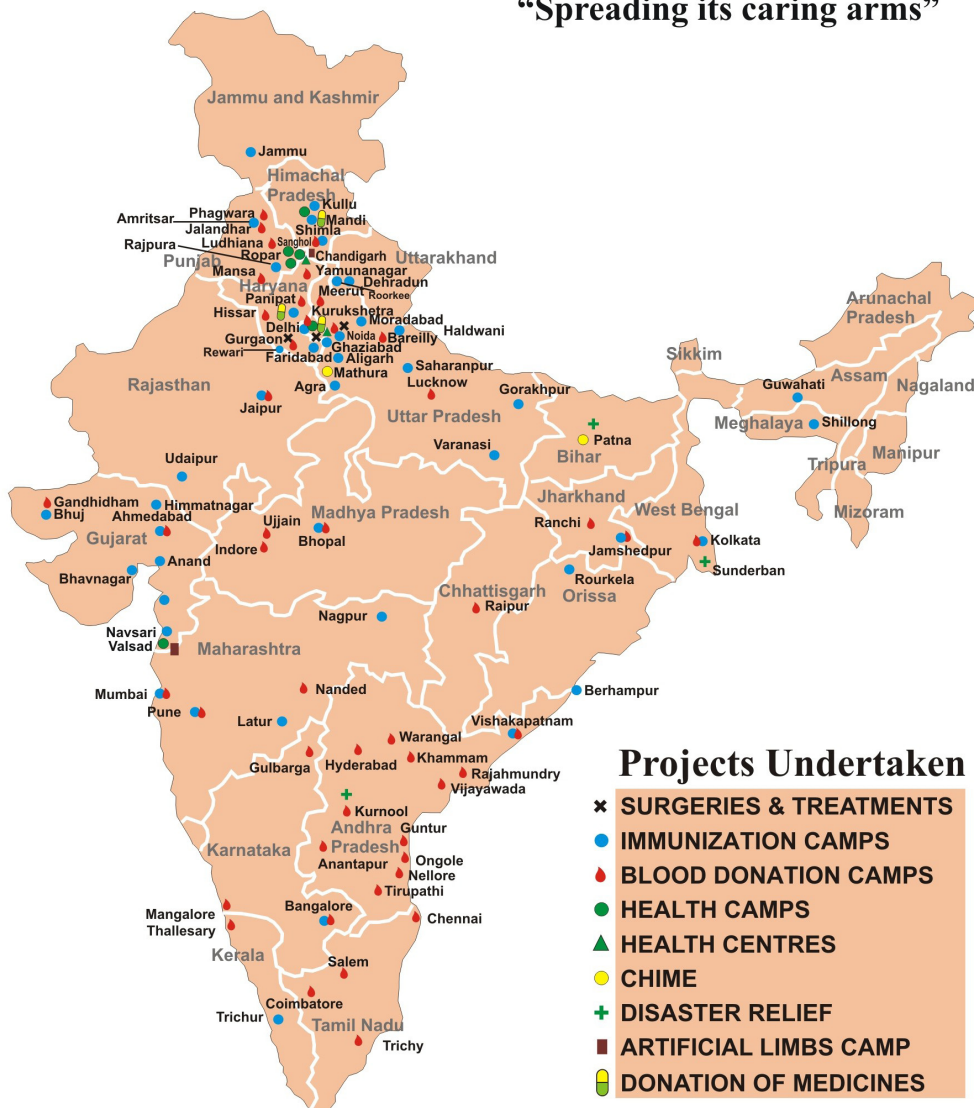 “Spreading its caring arms”
Jammu and Kashmir
Jammu
Himachal
Pradesh
Kullu
Phagwara
Amritsar
Mandi
Jalandhar
Shimla
Ludhiana
Sanghol
Rajpura
Ropar
Chandigarh
Uttarakhand
Punjab
Mansa
Yamunanagar
Haryana
Dehradun
Meerut
Roorkee
Panipat
Hissar
Kurukshetra
Moradabad
Delhi
Haldwani
Gurgaon
Noida
Bareilly
Rewari
Ghaziabad
Faridabad
Aligarh
Saharanpur
Mathura
Rajasthan
Agra
Lucknow
Jaipur
Gorakhpur
Uttar Pradesh
Arunachal
Pradesh
Sikkim
Guwahati
Assam
Nagaland
Meghalaya
Shillong
Manipur
Tripura
Mizoram
Patna
Bihar
Varanasi
Udaipur
Gandhidham
Bhuj
Himmatnagar
Ahmedabad
Gujarat
Ujjain
Madhya Pradesh
Bhopal
Indore
Jharkhand
West Bengal
Ranchi
Jamshedpur
Kolkata
Sunderban
Anand
Bhavnagar
Rourkela
Orissa
Chhattisgarh
Raipur
Nagpur
Navsari
Valsad
Maharashtra
Mumbai
Nanded
Berhampur
Pune
Latur
Vishakapatnam
Warangal
Gulbarga
Hyderabad
Khammam
Rajahmundry
Vijayawada
Kurnool
Andhra
Pradesh
Guntur
Karnataka
Anantapur
Ongole
Nellore
Tirupathi
Bangalore
Mangalore
Thallesary
Chennai
Kerala
Salem
Coimbatore
Trichur
Tamil Nadu
Trichy
Projects Undertaken
SURGERIES & TREATMENTS
IMMUNIZATION CAMPS
BLOOD DONATION CAMPS
HEALTH CAMPS
HEALTH CENTRES
CHIME
DISASTER RELIEF
ARTIFICIAL LIMBS CAMP
DONATION OF MEDICINES